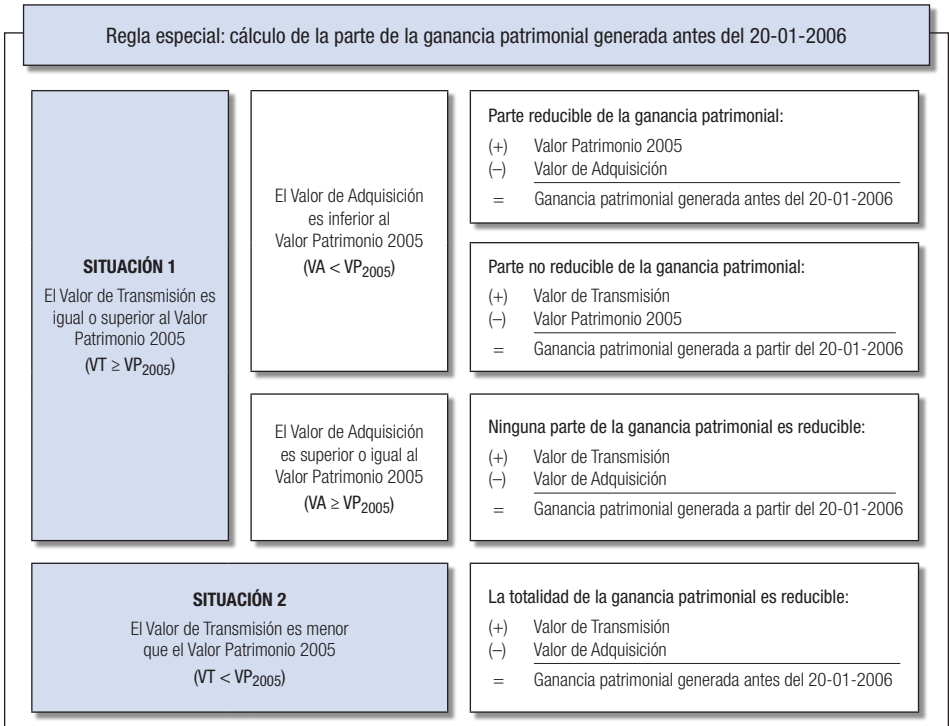 Regla especial: cálculo de la parte de la ganancia patrimonial generada antes del 20-01-2006
SITUACIÓN 1
El Valor de Transmisión es
igual o superior al Valor
Patrimonio 2005
(VT ≥ VP2005)
El Valor de Adquisición
es inferior al
Valor Patrimonio 2005
(VA < VP2005)
Parte reducible de la ganancia patrimonial:
(+) Valor Patrimonio 2005
(–) Valor de Adquisición
= Ganancia patrimonial generada antes del 20-01-2006
Parte no reducible de la ganancia patrimonial:
(+) Valor de Transmisión
(–) Valor Patrimonio 2005
= Ganancia patrimonial generada a partir del 20-01-2006
El Valor de Adquisición
es superior o igual al
Valor Patrimonio 2005
(VA ≥ VP2005)
Ninguna parte de la ganancia patrimonial es reducible:
(+) Valor de Transmisión
(–) Valor de Adquisición
= Ganancia patrimonial generada a partir del 20-01-2006
SITUACIÓN 2
El Valor de Transmisión es menor
que el Valor Patrimonio 2005
(VT < VP2005)
La totalidad de la ganancia patrimonial es reducible:
(+) Valor de Transmisión
(–) Valor de Adquisición
= Ganancia patrimonial generada antes del 20-01-2006